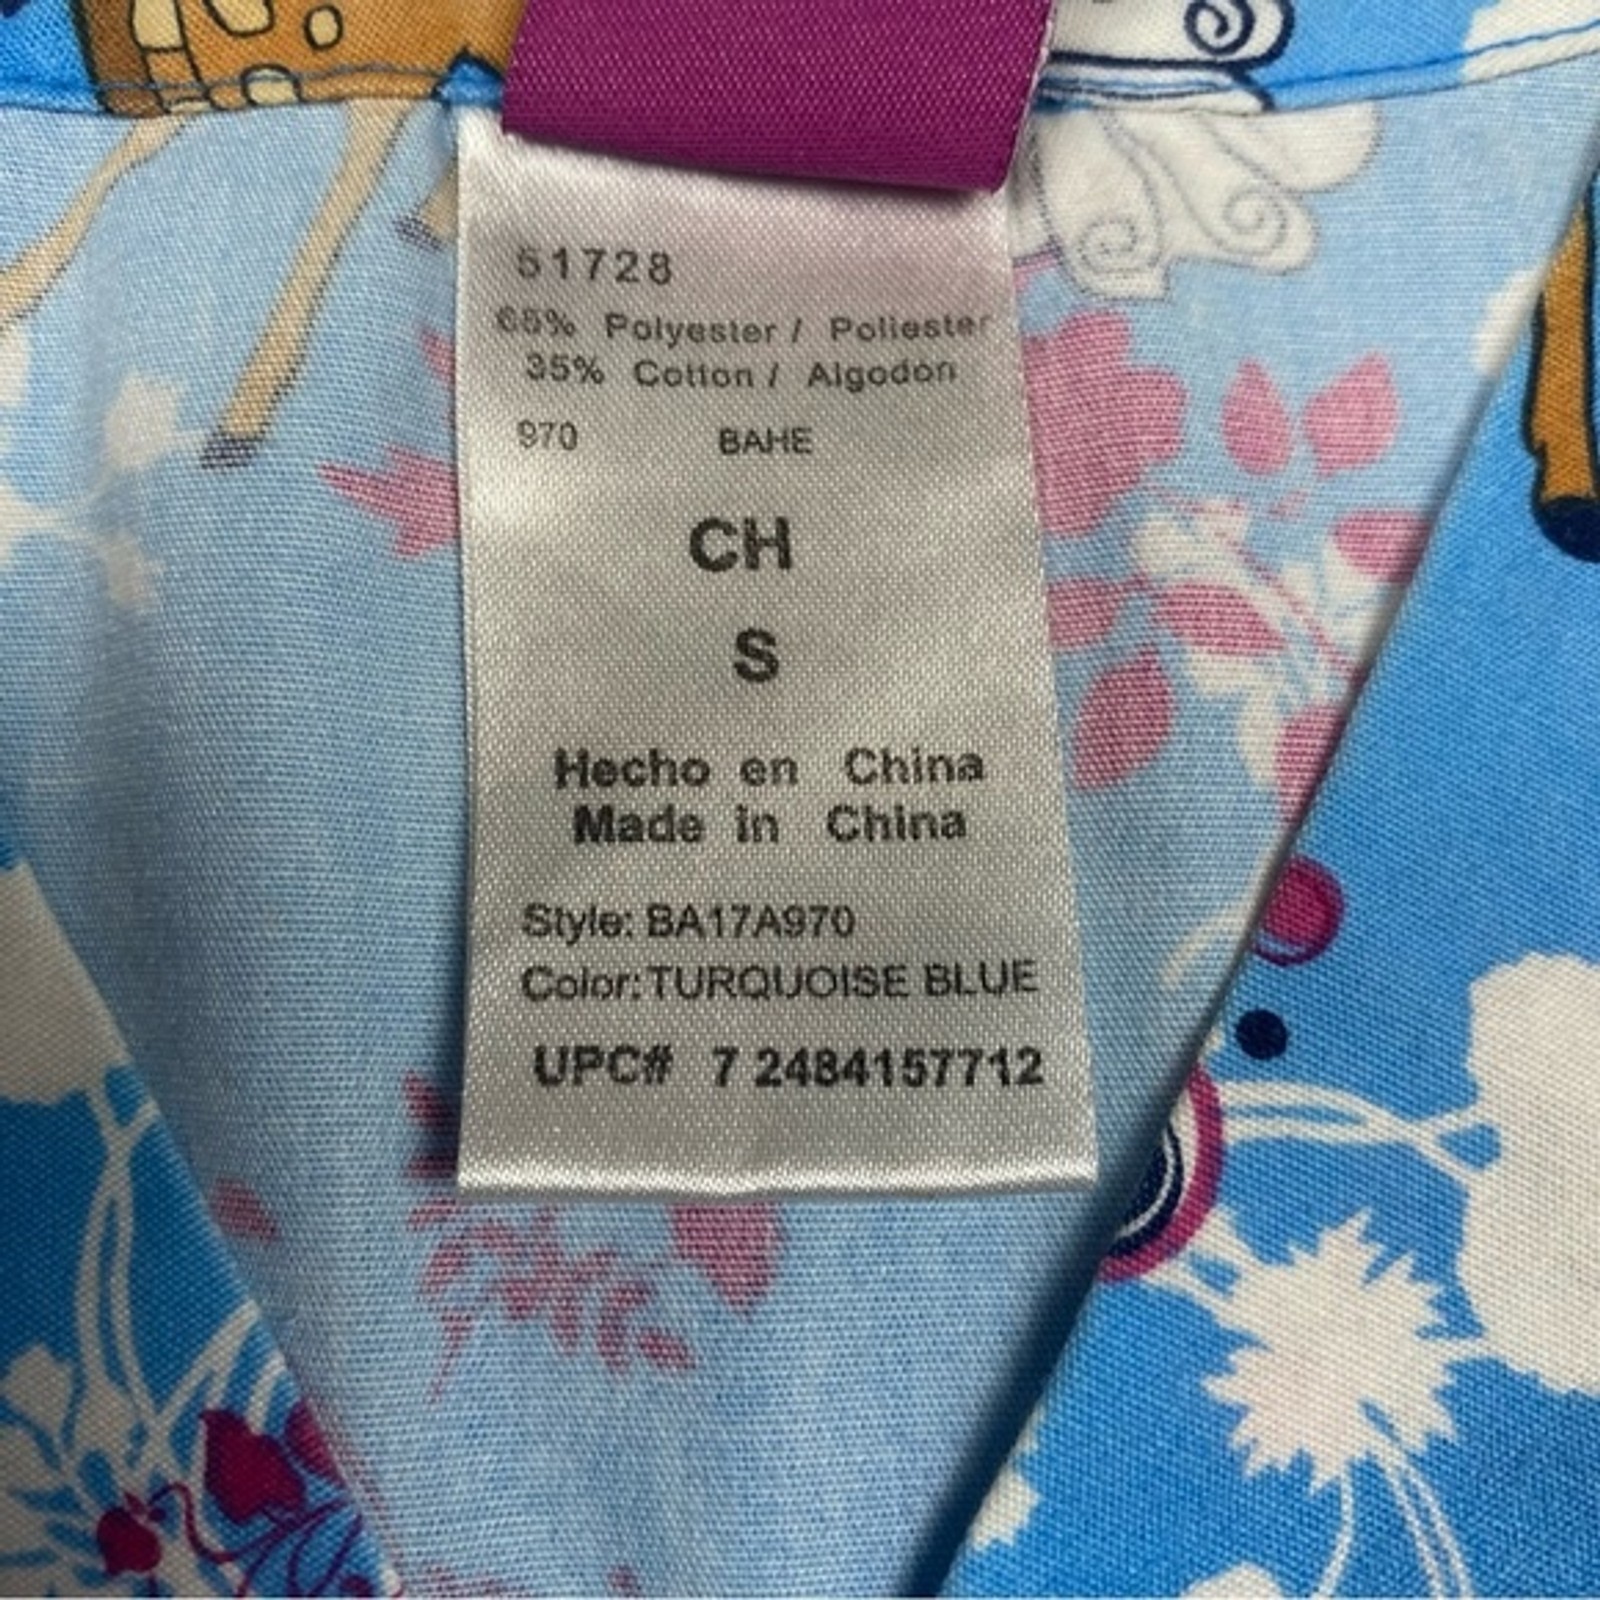 51728
65% Polyester / Poliester
35% Cotton / Algodon
970 BAHE
CH
S
Hecho en China
Made in China
Style: BA17A970
Color: TURQUOISE BLUE
UPC# 7 2484157712